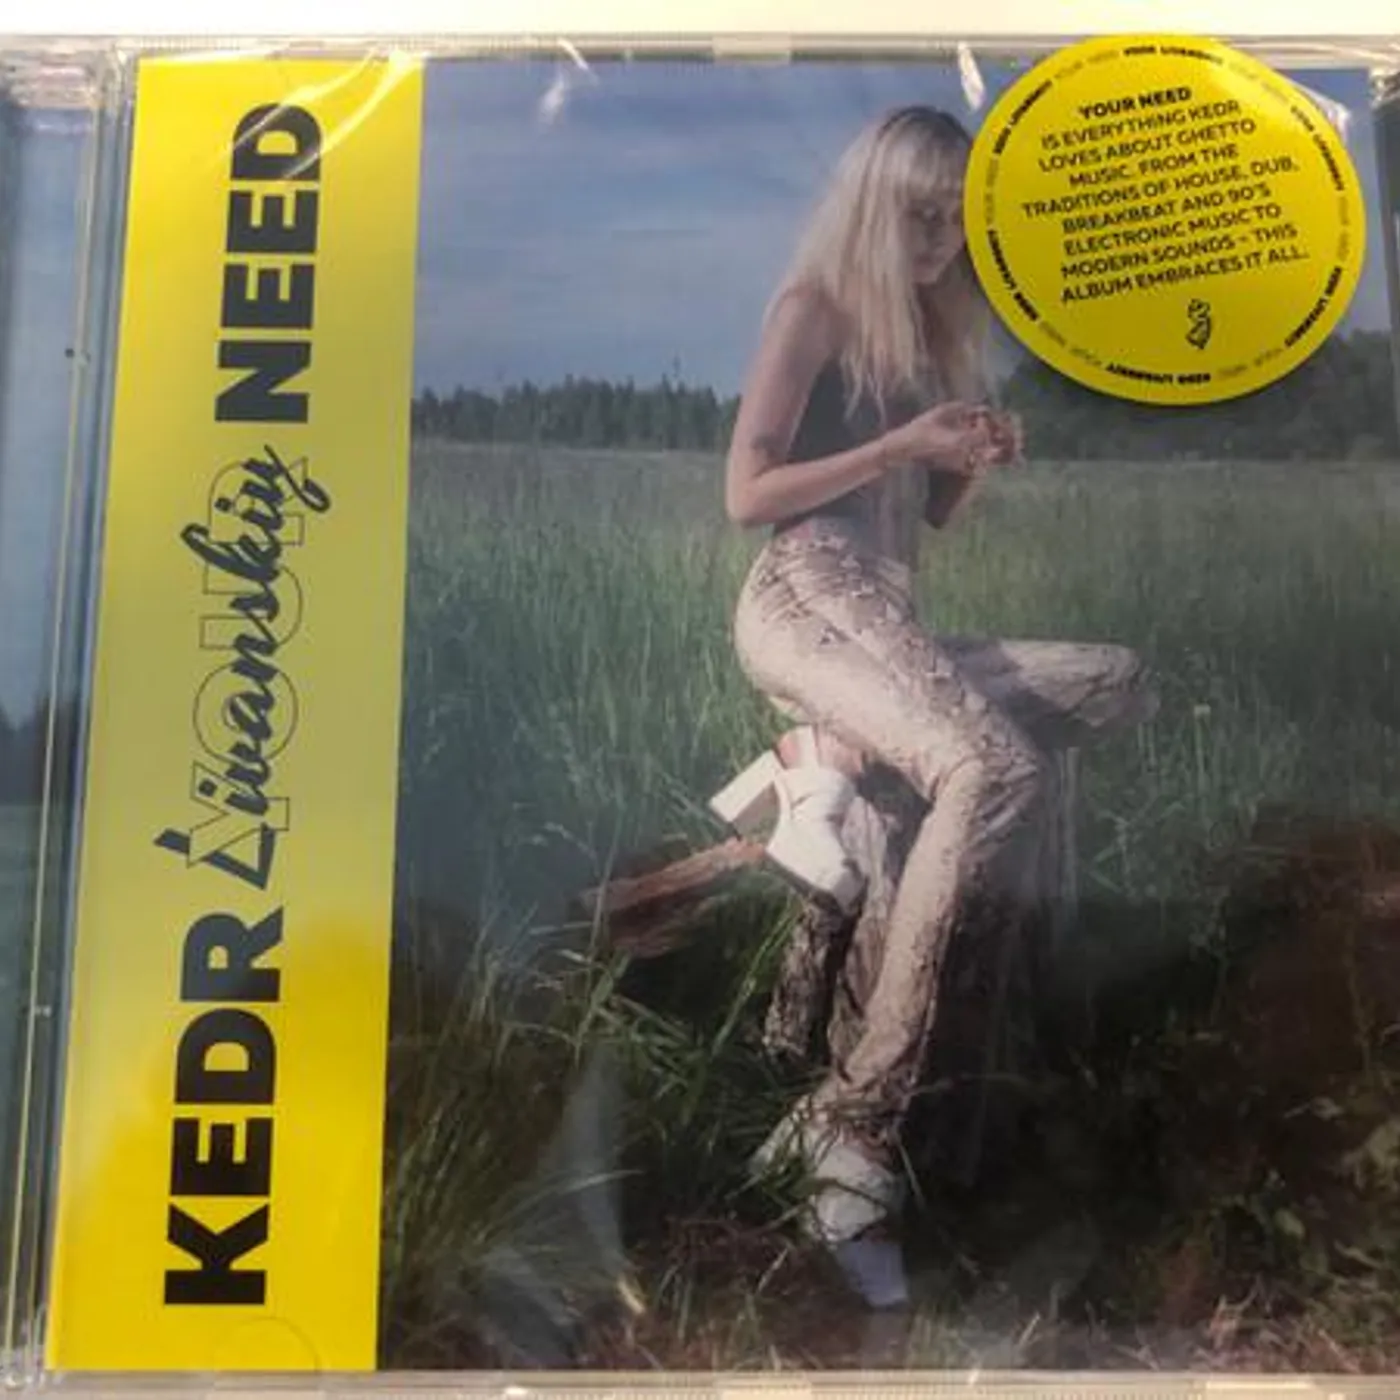 KEDR Livanskiy
YOUR NEED
YOUR NEED
IS EVERYTHING KEDR
LOVES ABOUT GHETTO
MUSIC. FROM THE
TRADITIONS OF HOUSE, DUB,
BREAKBEAT AND 90'S
ELECTRONIC MUSIC TO
MODERN SOUNDS - THIS
ALBUM EMBRACES IT ALL.